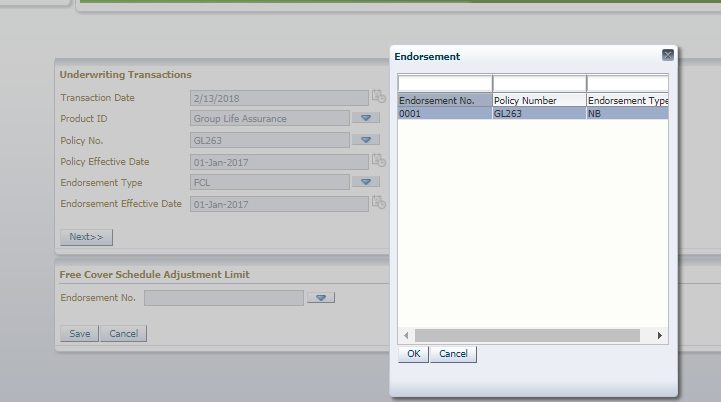 Underwriting Transactions
Transaction Date 2/13/2018
Product ID Group Life Assurance
Policy No. GL263
Policy Effective Date 01-Jan-2017
Endorsement Type FCL
Endorsement Effective Date 01-Jan-2017
Next>>
Free Cover Schedule Adjustment Limit
Endorsement No.
Save Cancel
Endorsement
Endorsement No. Policy Number Endorsement Type
0001 GL263 NB
OK Cancel